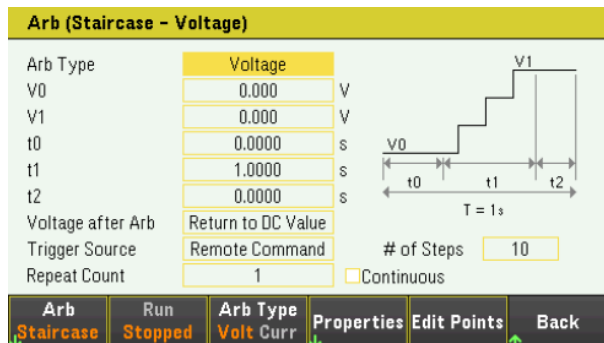 Arb (Staircase - Voltage)
Arb Type Voltage
V0 0.000 V
V1 0.000 V
t0 0.0000 s
t1 1.0000 s
t2 0.0000 s
Voltage after Arb Return to DC Value
Trigger Source Remote Command
Repeat Count 1 Continuous
V1
V0
t0 t1 t2
T = 1s
# of Steps 10
Arb Staircase
Run Stopped
Arb Type Volt Curr
Properties
Edit Points
Back